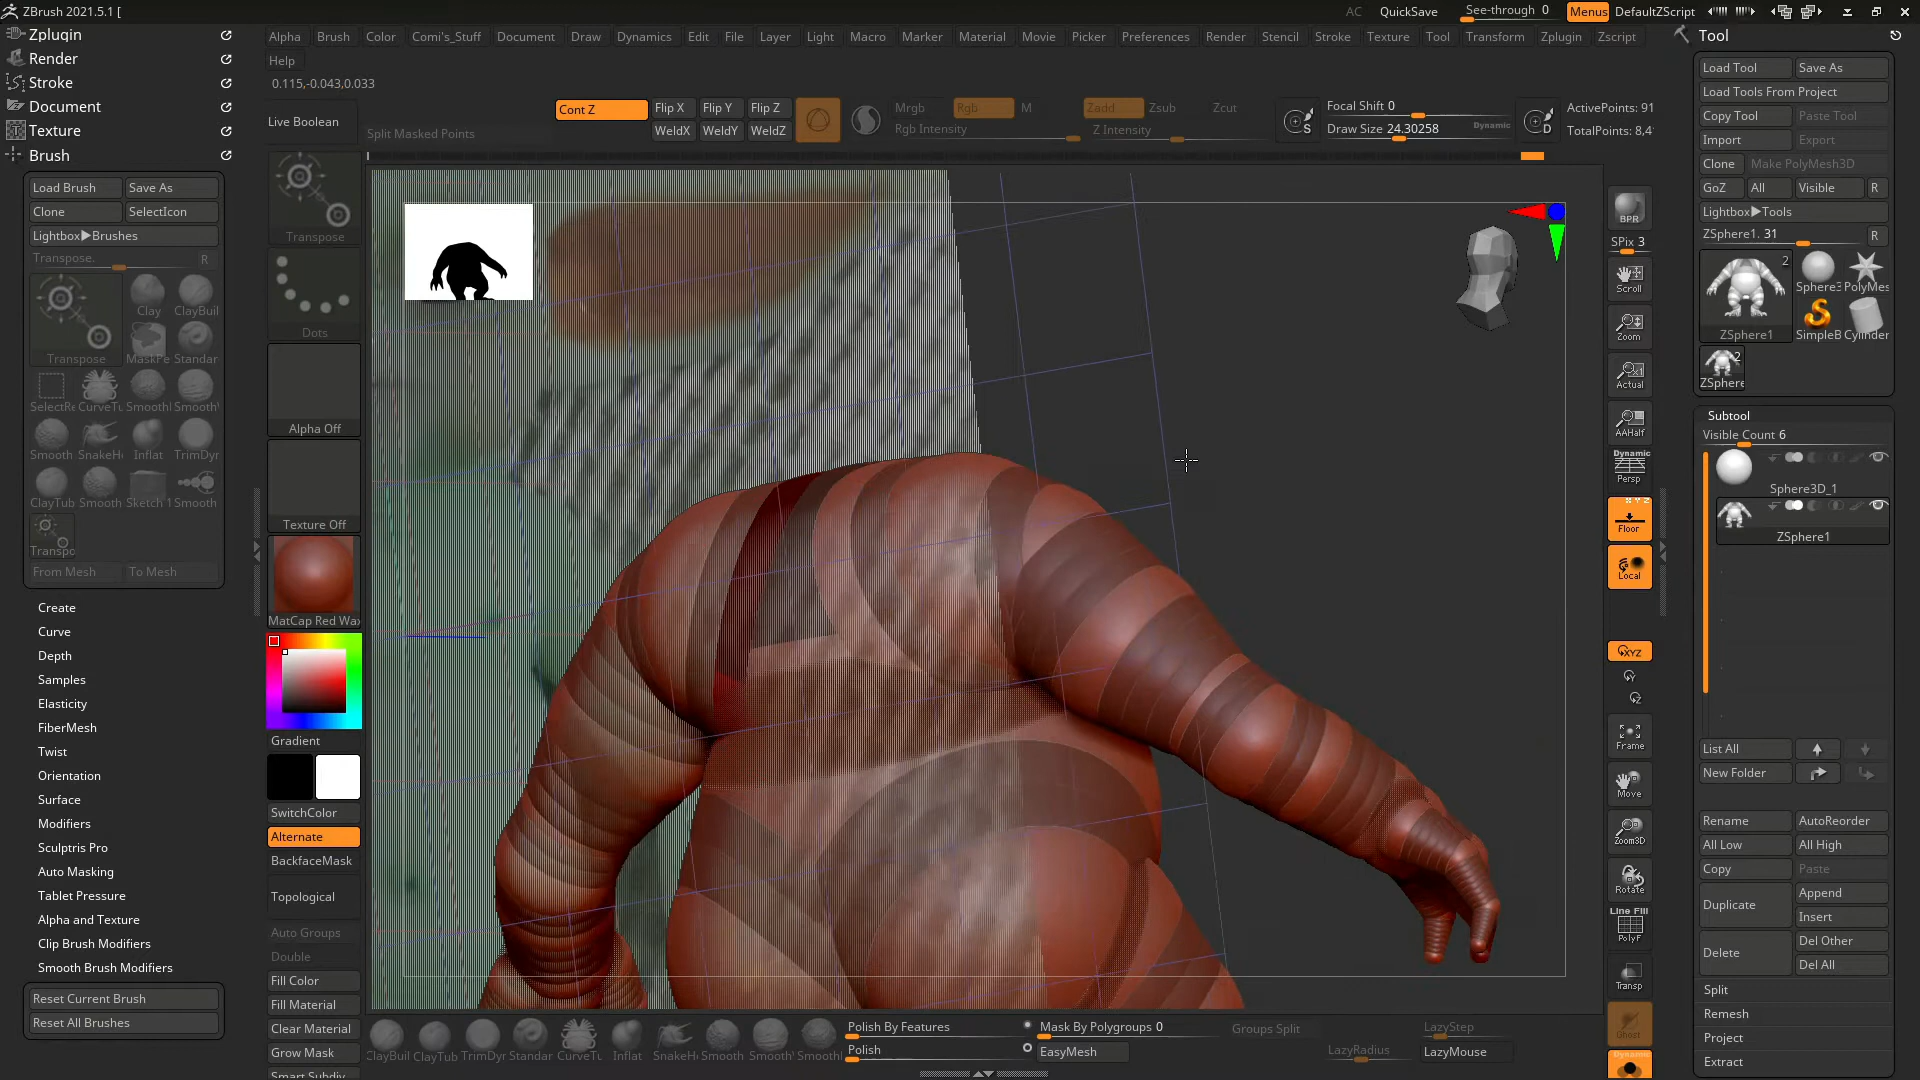 ZBrush 2021.5.1 [
AC
QuickSave
See-through 0
Menus
DefaultZScript
Zplugin
Render
Stroke
Document
Texture
Brush
Alpha
Brush
Color
Comi's_Stuff
Document
Draw
Dynamics
Edit
File
Layer
Light
Macro
Marker
Material
Movie
Picker
Preferences
Render
Stencil
Stroke
Texture
Tool
Transform
Zplugin
Zscript
Help
0.115,-0.043,0.033
Live Boolean
Split Masked Points
Cont Z
Flip X
Flip Y
Flip Z
WeldX
WeldY
WeldZ
Mrgb
Rgb
M
Rgb Intensity
Zadd
Zsub
Zcut
Z Intensity
S
Focal Shift 0
Draw Size 24.30258
Dynamic
D
ActivePoints: 91
TotalPoints: 8,4
Load Brush
Save As
Clone
SelectIcon
Lightbox▶Brushes
Transpose.
R
Transpose
Clay
ClayBuil
MaskPe
Standar
SelectRe
CurveTu
Smooth
Smooth
Smooth
SnakeHo
Inflat
TrimDyr
ClayTub
Smooth
Sketch 1
Smooth
Transpo
From Mesh
To Mesh
Create
Curve
Depth
Samples
Elasticity
FiberMesh
Twist
Orientation
Surface
Modifiers
Sculptris Pro
Auto Masking
Tablet Pressure
Alpha and Texture
Clip Brush Modifiers
Smooth Brush Modifiers
Reset Current Brush
Reset All Brushes
Transpose
Dots
Alpha Off
Texture Off
MatCap Red Wax
Gradient
SwitchColor
Alternate
BackfaceMask
Topological
Auto Groups
Double
Fill Color
Fill Material
Clear Material
Grow Mask
Smart Subdiv
ClayBuil
ClayTub
TrimDyr
Standar
CurveTu
Inflat
SnakeHo
Smooth
Smooth
Smooth
Polish By Features
Polish
Mask By Polygroups 0
EasyMesh
Groups Split
LazyRadius
LazyStep
LazyMouse
BPR
SPix 3
Scroll
Zoom
Actual
AAHalf
Dynamic
Persp
X Y Z
Floor
Local
XYZ
Frame
Move
Zoom3D
Rotate
Line Fill
PolyF
Transp
Ghost
Dynamic
Tool
Load Tool
Save As
Load Tools From Project
Copy Tool
Paste Tool
Import
Export
Clone
Make PolyMesh3D
GoZ
All
Visible
R
Lightbox▶Tools
ZSphere1. 31
R
2
ZSphere1
Sphere3
PolyMes
SimpleB
Cylinder
2
ZSphere
Subtool
Visible Count 6
Sphere3D_1
ZSphere1
List All
New Folder
Rename
AutoReorder
All Low
All High
Copy
Paste
Duplicate
Append
Insert
Delete
Del Other
Del All
Split
Remesh
Project
Extract